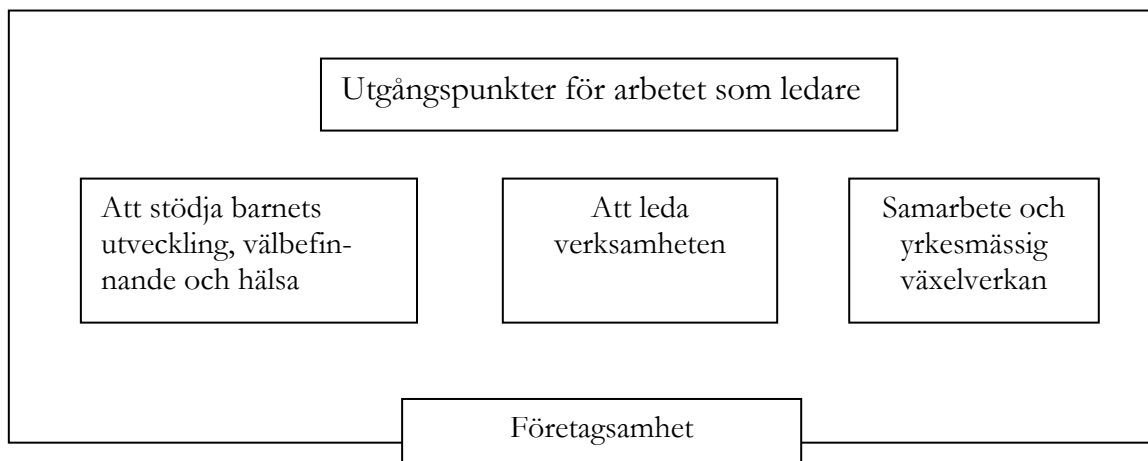 Utgångspunkter för arbetet som ledare
Att stödja barnets
utveckling, välbefin-
nande och hälsa
Att leda
verksamheten
Samarbete och
yrkesmässig
växelverkan
Företagsamhet